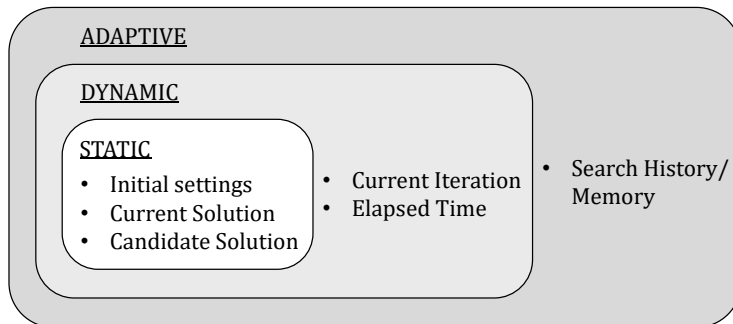 ADAPTIVE
DYNAMIC
STATIC
• Initial settings
• Current Solution
• Candidate Solution
• Current Iteration
• Elapsed Time
• Search History/
Memory